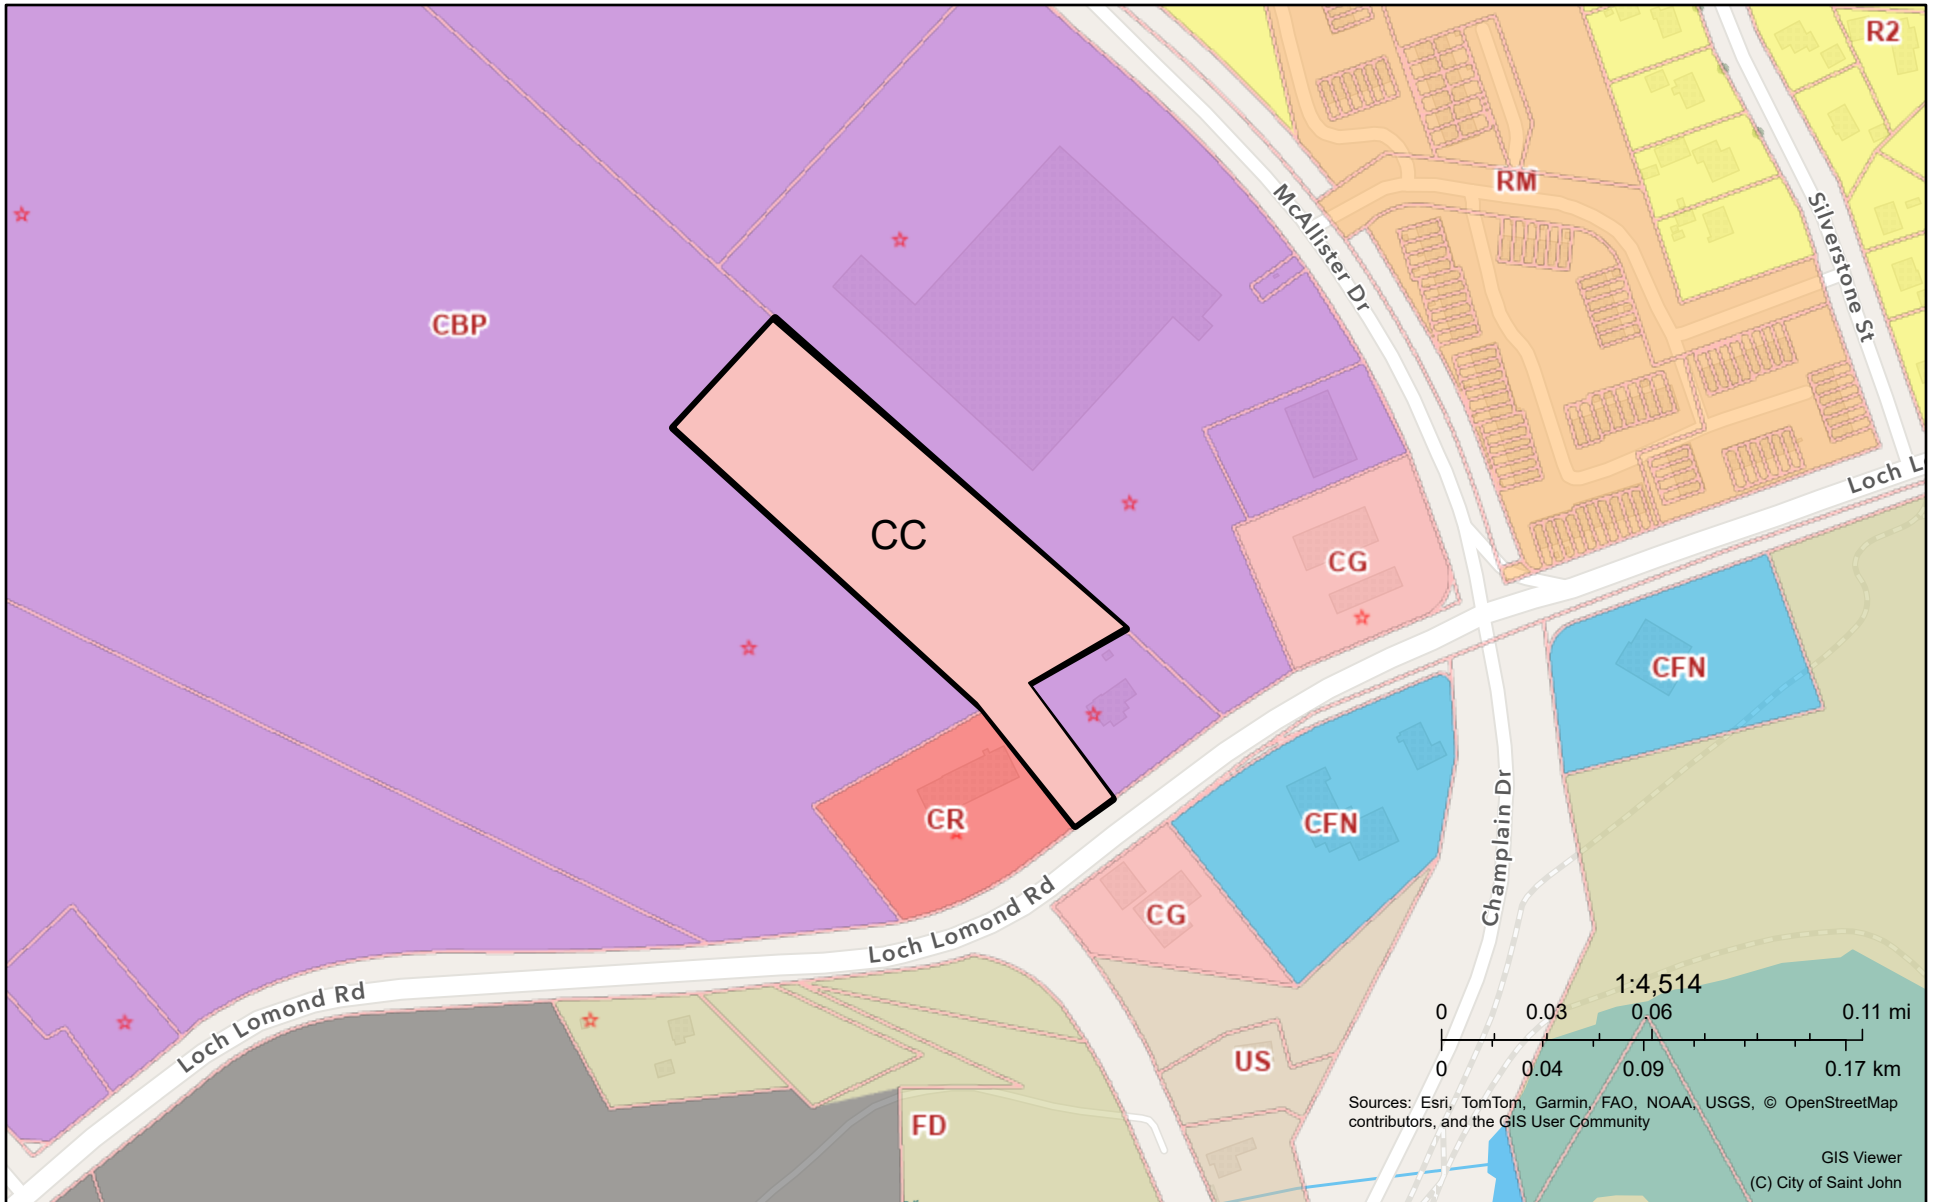 R2
RM
McAllister Dr
Silverstone St
CBP
Loch L
CC
CG
CFN
CR
CFN
Champlain Dr
Loch Lomond Rd
CG
Loch Lomond Rd
US
FD
1:4,514
0 0.03 0.06 0.11 mi
0 0.04 0.09 0.17 km
Sources: Esri, TomTom, Garmin, FAO, NOAA, USGS, © OpenStreetMap
contributors, and the GIS User Community
GIS Viewer
(C) City of Saint John